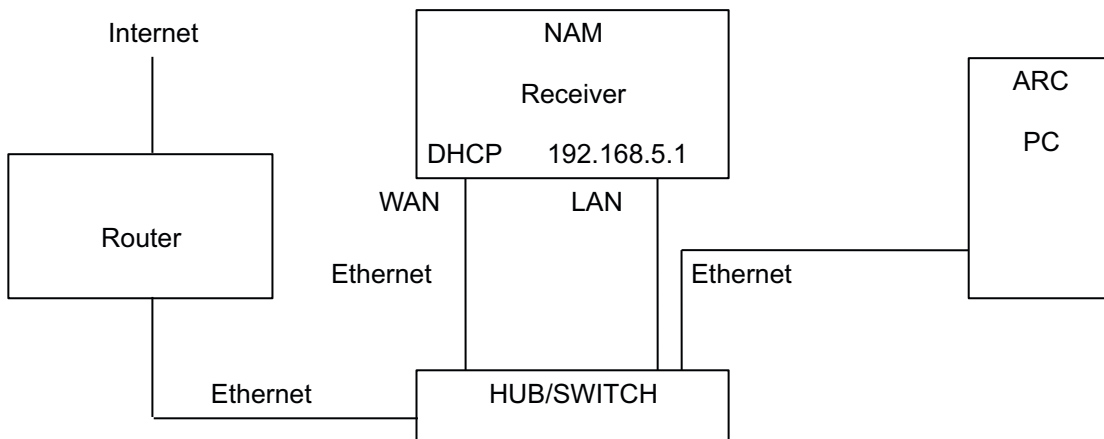 Internet
NAM
Receiver
DHCP 192.168.5.1
ARC
PC
WAN LAN
Router
Ethernet Ethernet
Ethernet HUB/SWITCH